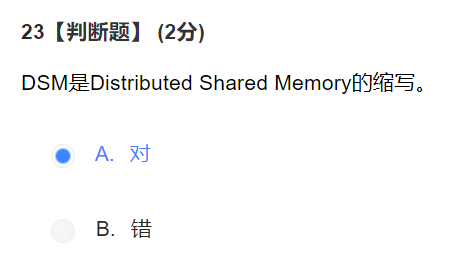 23【判断题】 (2分)
DSM是Distributed Shared Memory的缩写。
A. 对
B. 错